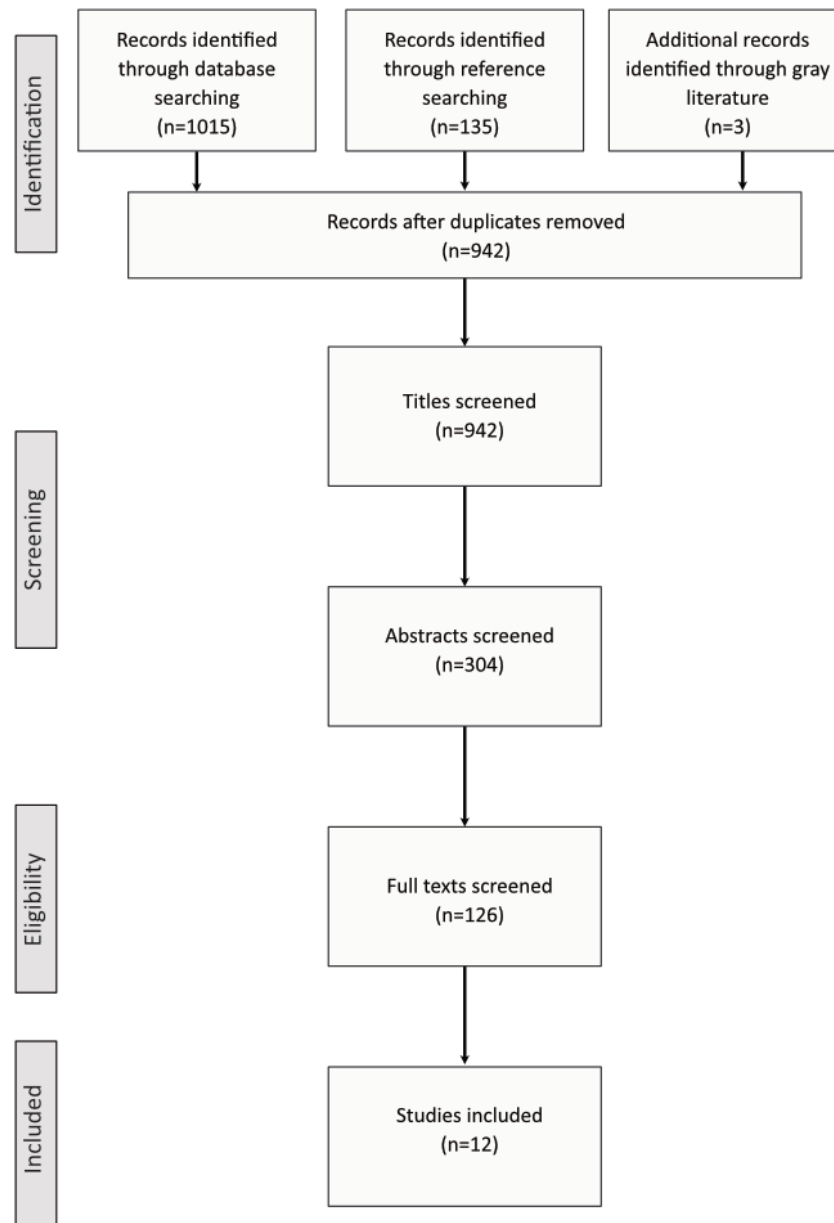 Identification
Records identified
through database
searching
(n=1015)
Records identified
through reference
searching
(n=135)
Additional records
identified through gray
literature
(n=3)
Records after duplicates removed
(n=942)
Screening
Titles screened
(n=942)
Abstracts screened
(n=304)
Eligibility
Full texts screened
(n=126)
Included
Studies included
(n=12)